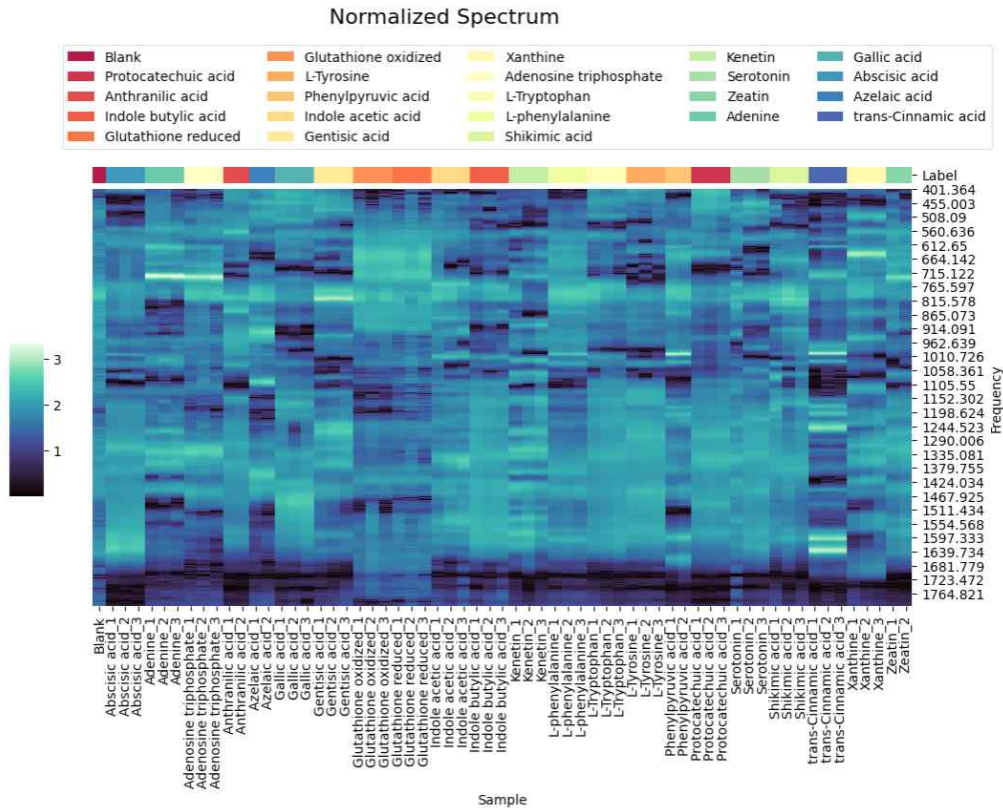 Normalized Spectrum
Blank
Protocatechuic acid
Anthranilic acid
Indole butylic acid
Glutathione reduced
Glutathione oxidized
L-Tyrosine
Phenylpyruvic acid
Indole acetic acid
Gentisic acid
Xanthine
Adenosine triphosphate
L-Tryptophan
L-phenylalanine
Shikimic acid
Kenetin
Serotonin
Zeatin
Adenine
Gallic acid
Abscisic acid
Azelaic acid
trans-Cinnamic acid
Label
401.364
455.003
508.09
560.636
612.65
664.142
715.122
765.597
815.578
865.073
914.091
962.639
1010.726
1058.361
1105.55
1152.302
1198.624
1244.523
1290.006
1335.081
1379.755
1424.034
1467.925
1511.434
1554.568
1597.333
1639.734
1681.779
1723.472
1764.821
Frequency
3
2
1
Blank
Abscisic acid_1
Abscisic acid_2
Abscisic acid_3
Adenine_1
Adenine_2
Adenine_3
Adenosine triphosphate_1
Adenosine triphosphate_2
Adenosine triphosphate_3
Anthranilic acid_1
Anthranilic acid_2
Azelaic acid_1
Azelaic acid_2
Gallic acid_1
Gallic acid_2
Gallic acid_3
Gentisic acid_1
Gentisic acid_2
Gentisic acid_3
Glutathione oxidized_1
Glutathione oxidized_2
Glutathione oxidized_3
Glutathione reduced_1
Glutathione reduced_2
Glutathione reduced_3
Indole acetic acid_1
Indole acetic acid_2
Indole acetic acid_3
Indole butylic acid_1
Indole butylic acid_2
Indole butylic acid_3
Kenetin_1
Kenetin_2
Kenetin_3
L-phenylalanine_1
L-phenylalanine_2
L-phenylalanine_3
L-Tryptophan_1
L-Tryptophan_2
L-Tryptophan_3
L-Tyrosine_1
L-Tyrosine_2
L-Tyrosine_3
Phenylpyruvic acid_1
Phenylpyruvic acid_2
Protocatechuic acid_1
Protocatechuic acid_2
Protocatechuic acid_3
Serotonin_1
Serotonin_2
Serotonin_3
Shikimic acid_1
Shikimic acid_2
Shikimic acid_3
trans-Cinnamic acid_1
trans-Cinnamic acid_2
trans-Cinnamic acid_3
Xanthine_1
Xanthine_2
Xanthine_3
Zeatin_1
Zeatin_2
Sample